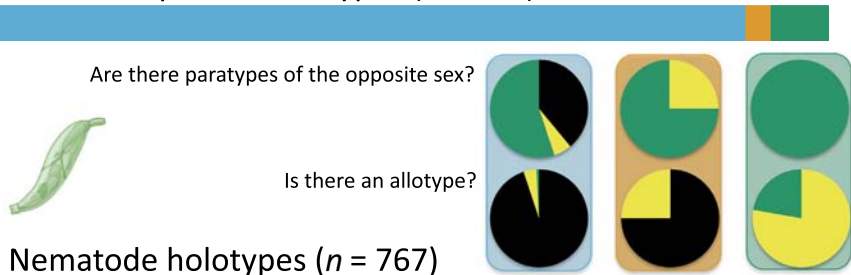 Are there paratypes of the opposite sex?
Is there an allotype?
Nematode holotypes (n = 767)